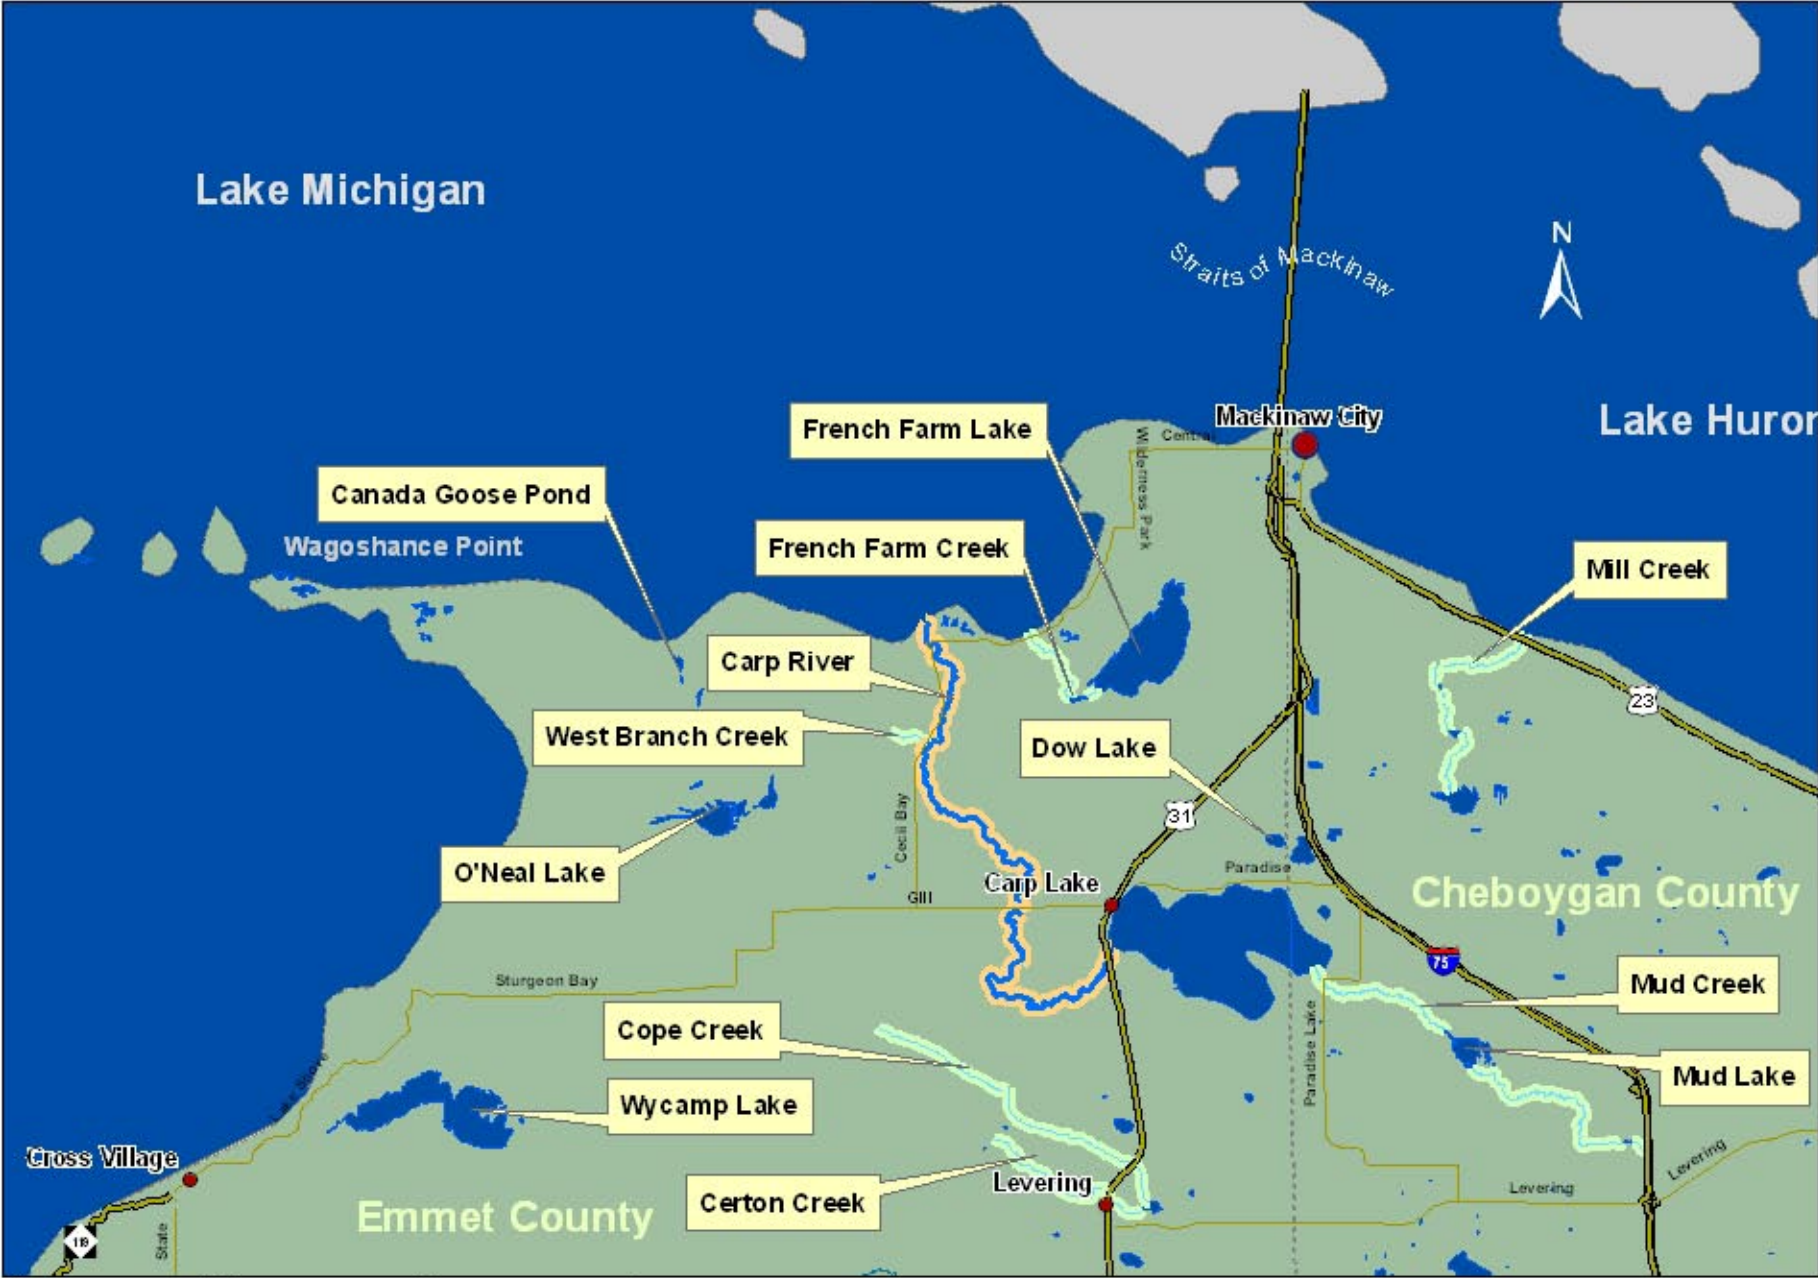 Lake Michigan
N
Straits of Mackinaw
French Farm Lake
Mackinaw City
Lake Huron
Central
Wilderness Park
Canada Goose Pond
Wagoshance Point
French Farm Creek
Mill Creek
Carp River
23
West Branch Creek
Dow Lake
31
Cecil Bay
O'Neal Lake
Paradise
Carp Lake
Gill
Cheboygan County
75
Sturgeon Bay
Mud Creek
Cope Creek
Paradise Lake
Lake Shore
Mud Lake
Wycamp Lake
Cross Village
Levering
Levering
Levering
Certon Creek
Emmet County
State
119